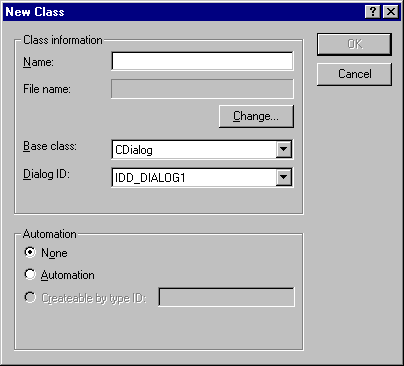 New Class
Class information
Name:
File name:
Change...
Base class: CDialog
Dialog ID: IDD_DIALOG1
OK
Cancel
Automation
None
Automation
Createable by type ID: